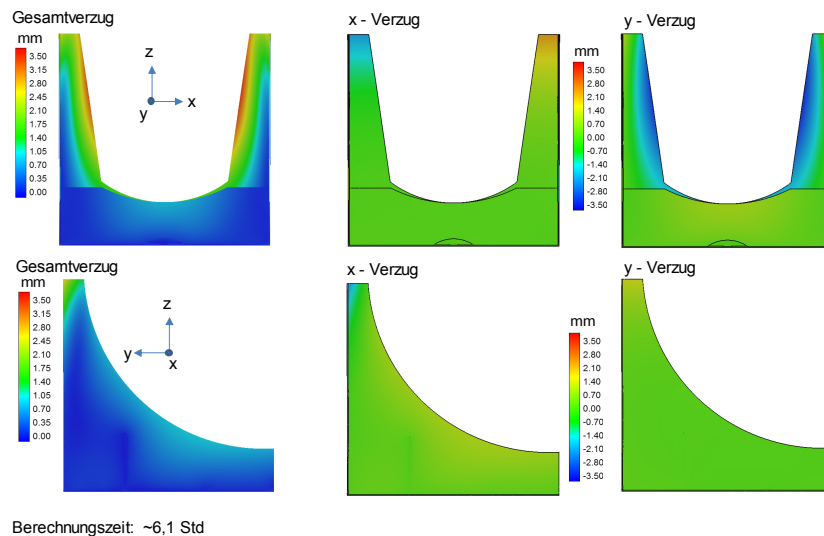 Gesamtverzug
mm
3.50
3.15
2.80
2.45
2.10
1.75
1.40
1.05
0.70
0.35
0.00
z
x
y
x - Verzug
mm
3.50
2.80
2.10
1.40
0.70
0.00
-0.70
-1.40
-2.10
-2.80
-3.50
y - Verzug
Gesamtverzug
mm
3.50
3.15
2.80
2.45
2.10
1.75
1.40
1.05
0.70
0.35
0.00
z
y
x
x - Verzug
mm
3.50
2.80
2.10
1.40
0.70
0.00
-0.70
-1.40
-2.10
-2.80
-3.50
y - Verzug
Berechnungszeit: ~6,1 Std